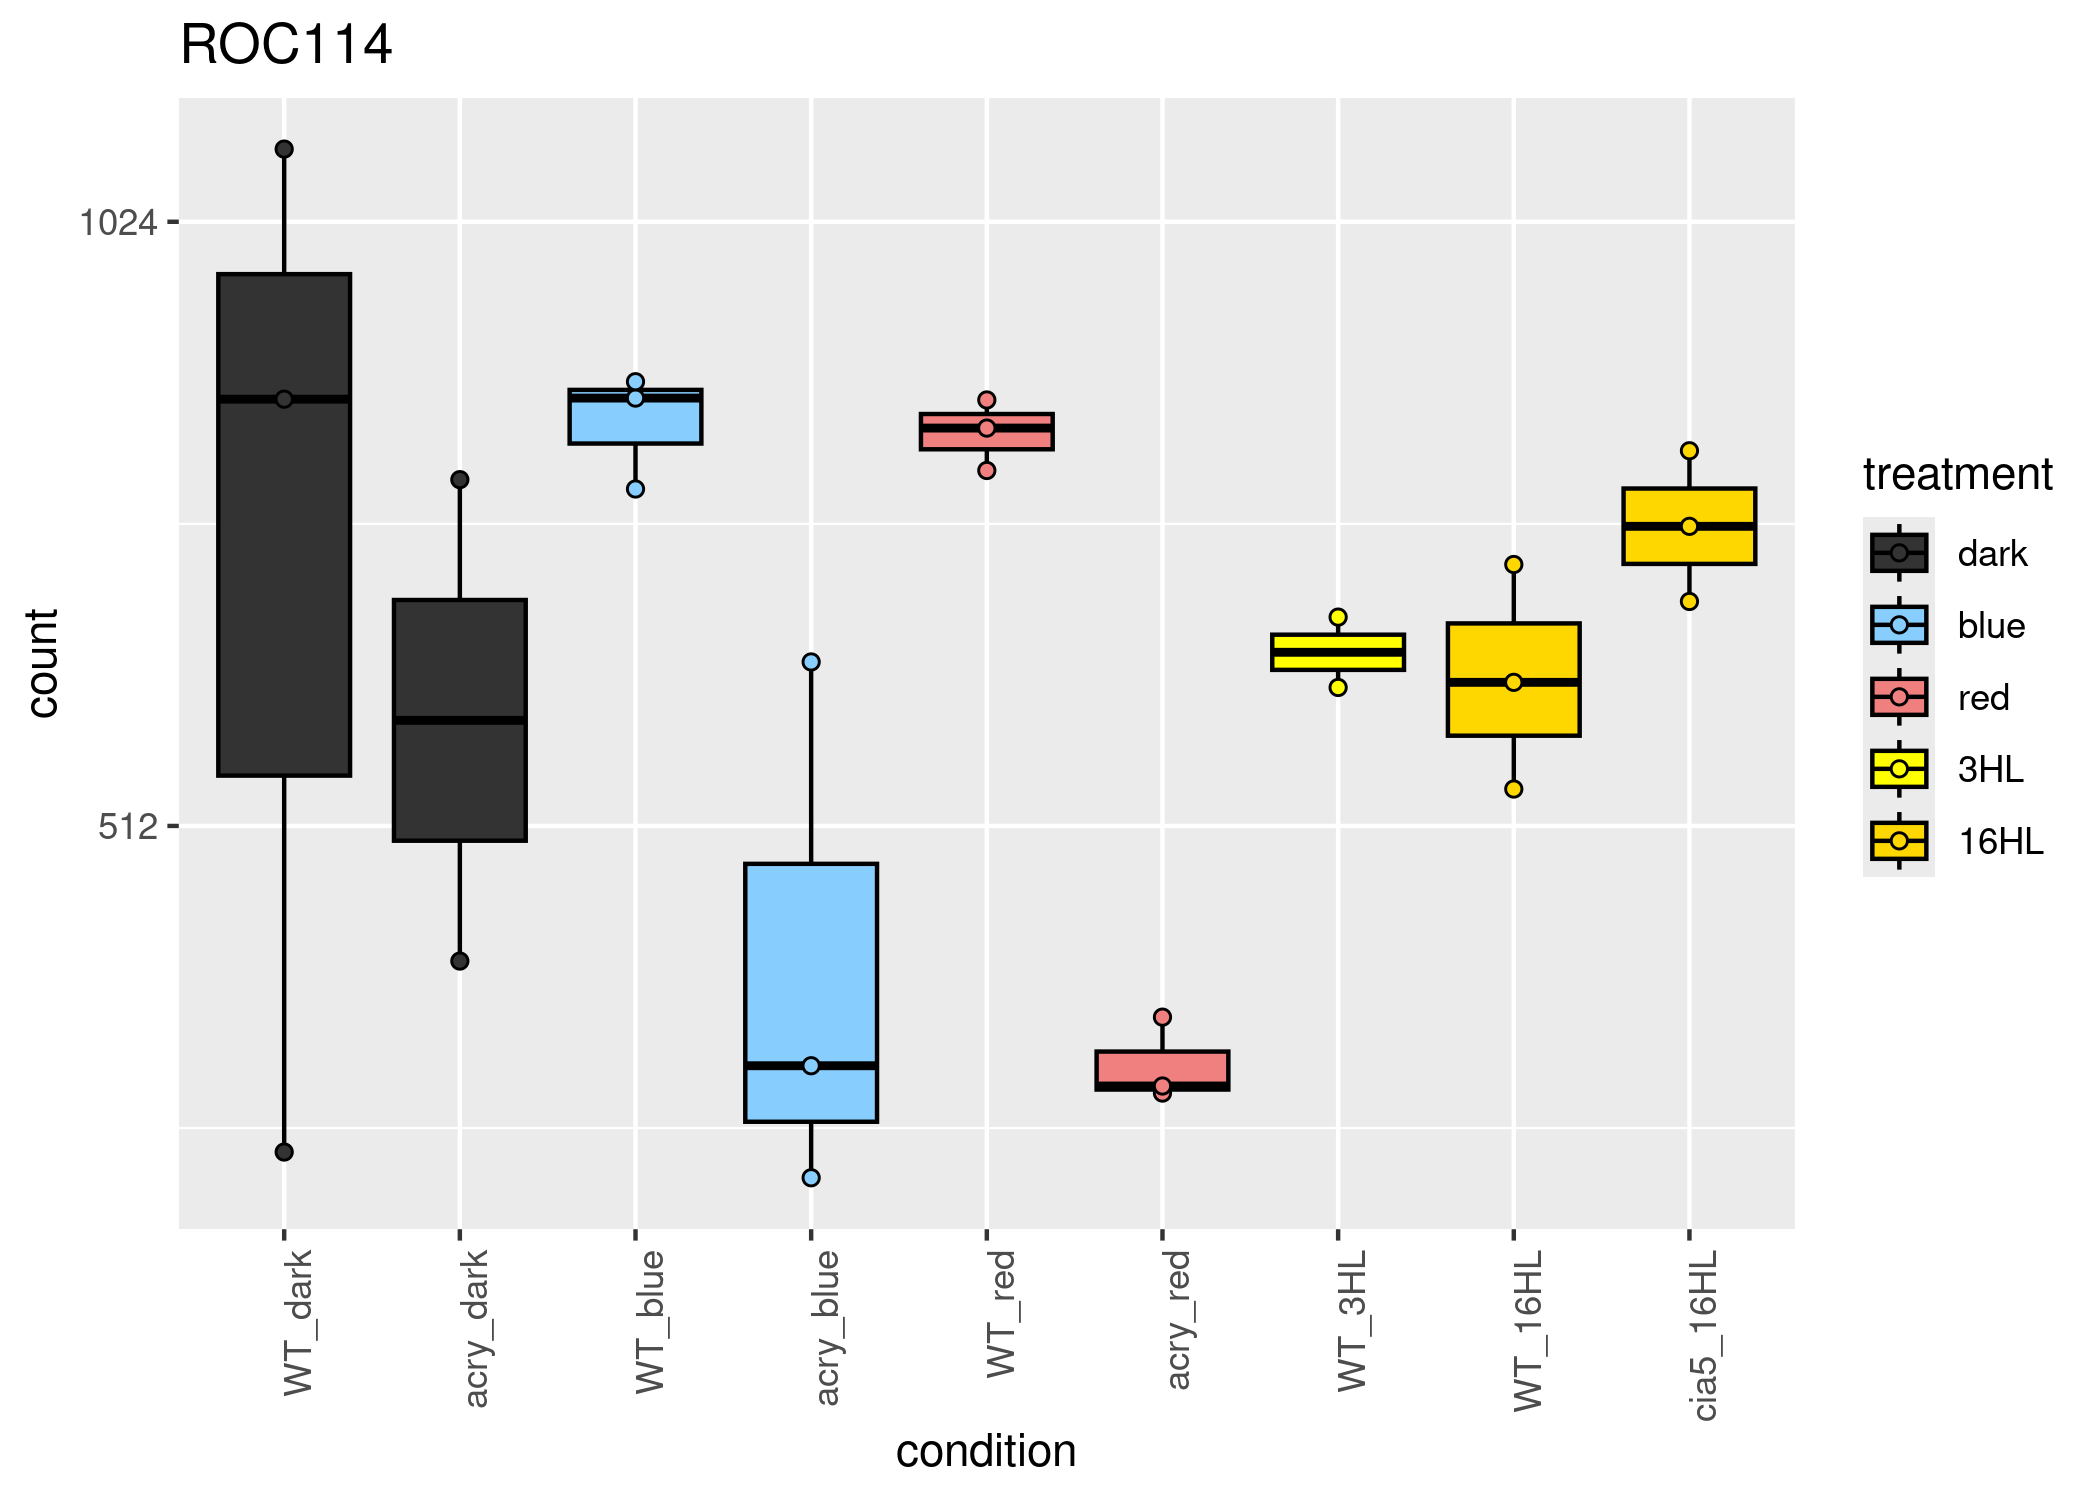 ROC114
count
1024
512
WT_dark
acry_dark
WT_blue
acry_blue
WT_red
acry_red
WT_3HL
WT_16HL
cia5_16HL
condition
treatment
dark
blue
red
3HL
16HL